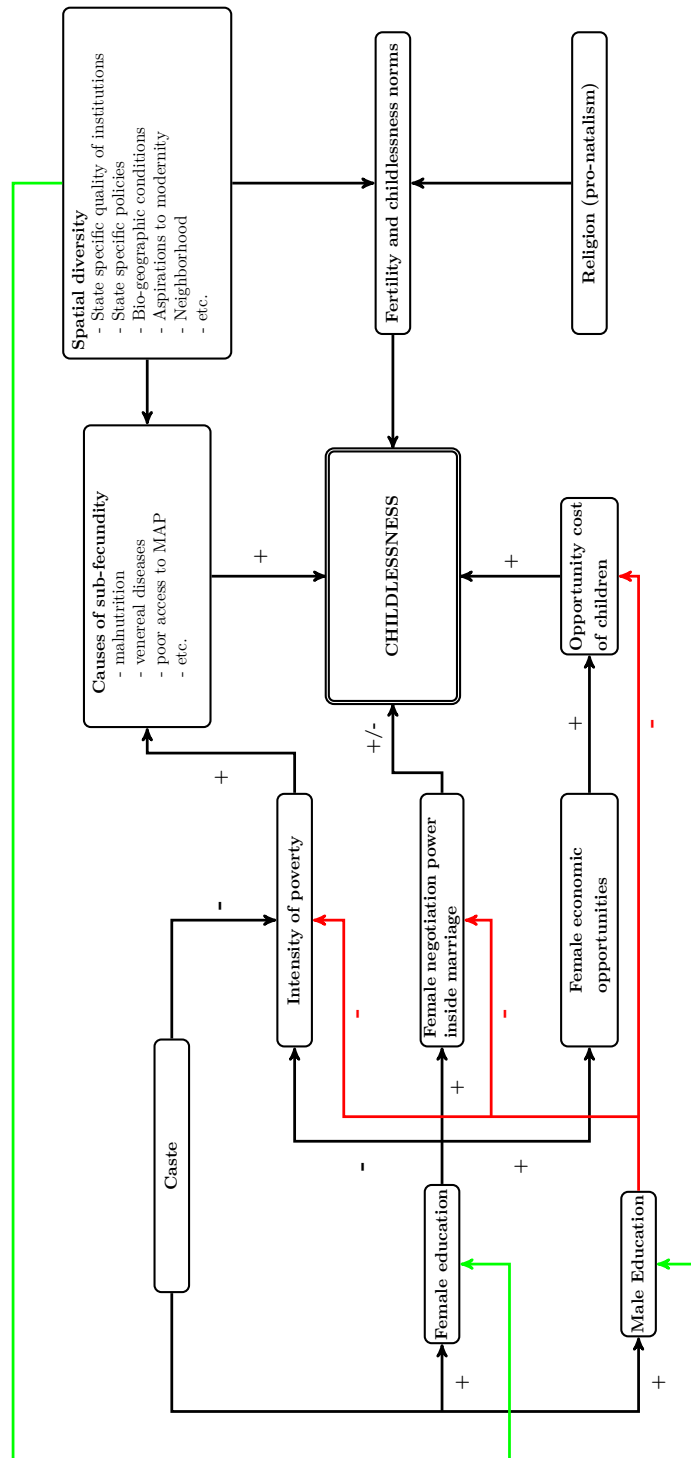 Spatial diversity
- State specific quality of institutions
- State specific policies
- Bio-geographic conditions
- Aspirations to modernity
- Neighborhood
- etc.
Fertility and childlessness norms
Religion (pro-natalism)
Causes of sub-fecundity
- malnutrition
- venereal diseases
- poor access to MAP
- etc.
+
CHILDLESSNESS
+
Opportunity cost
of children
+
+/-
+
-
-
Intensity of poverty
Female negotiation power
inside marriage
Female economic
opportunities
-
-
+
-
+
Caste
Female education
Male Education
+
+